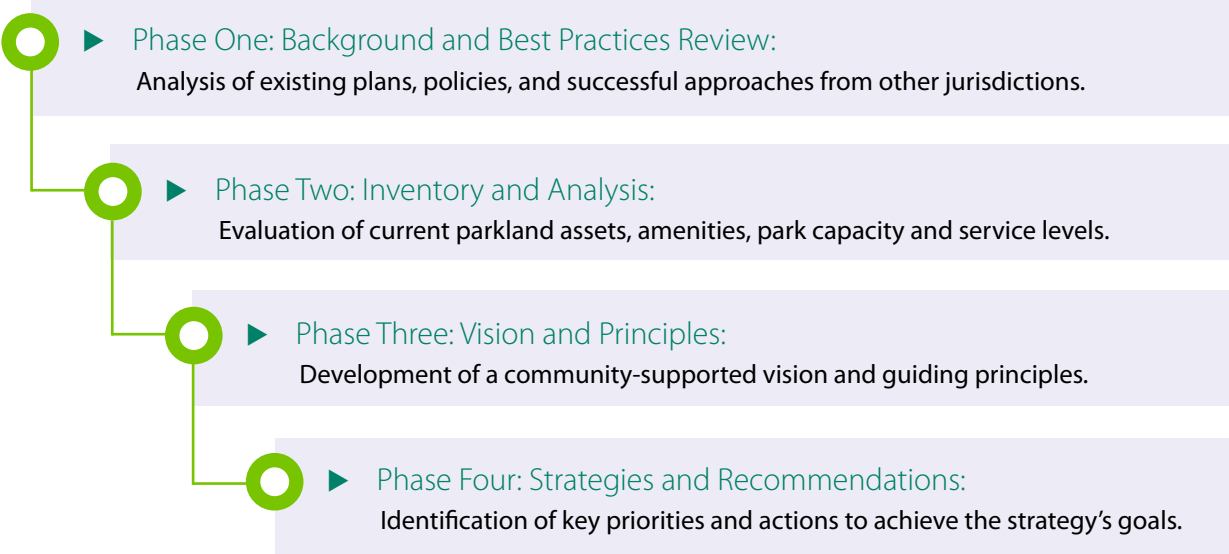 Phase One: Background and Best Practices Review:
Analysis of existing plans, policies, and successful approaches from other jurisdictions.
Phase Two: Inventory and Analysis:
Evaluation of current parkland assets, amenities, park capacity and service levels.
Phase Three: Vision and Principles:
Development of a community-supported vision and guiding principles.
Phase Four: Strategies and Recommendations:
Identification of key priorities and actions to achieve the strategy’s goals.